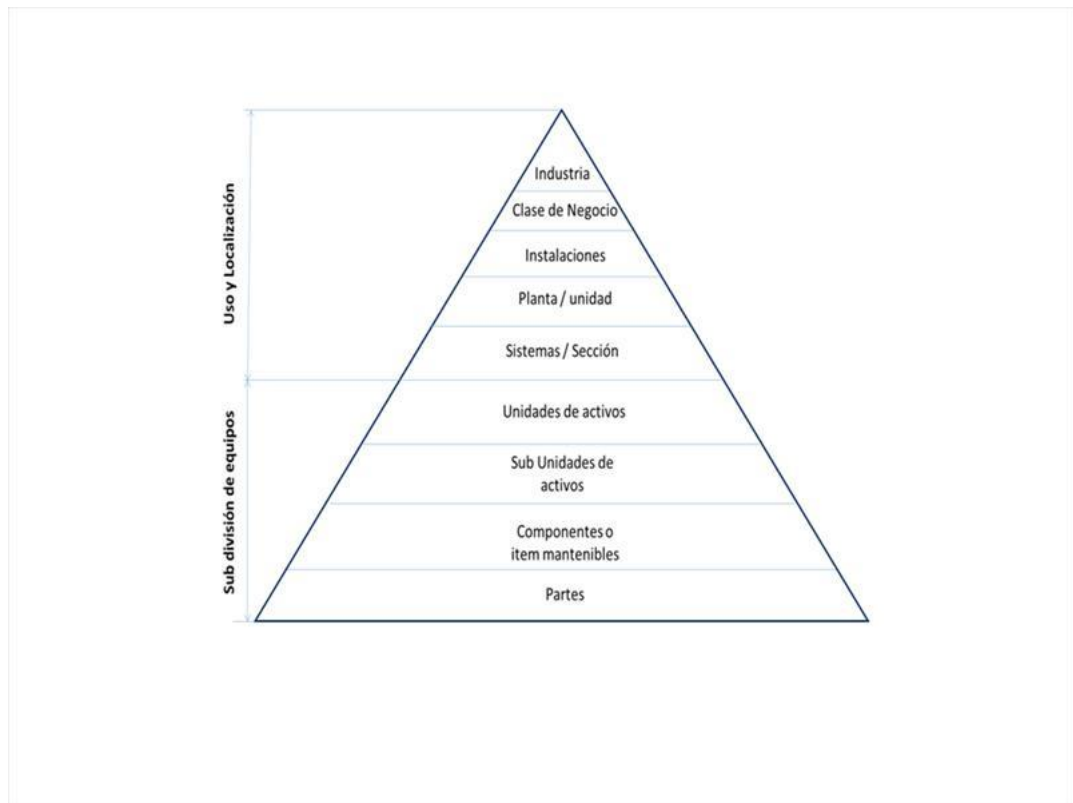 Uso y Localización
Industria
Clase de Negocio
Instalaciones
Planta / unidad
Sistemas / Sección
Sub división de equipos
Unidades de activos
Sub Unidades de
activos
Componentes o
item mantenibles
Partes